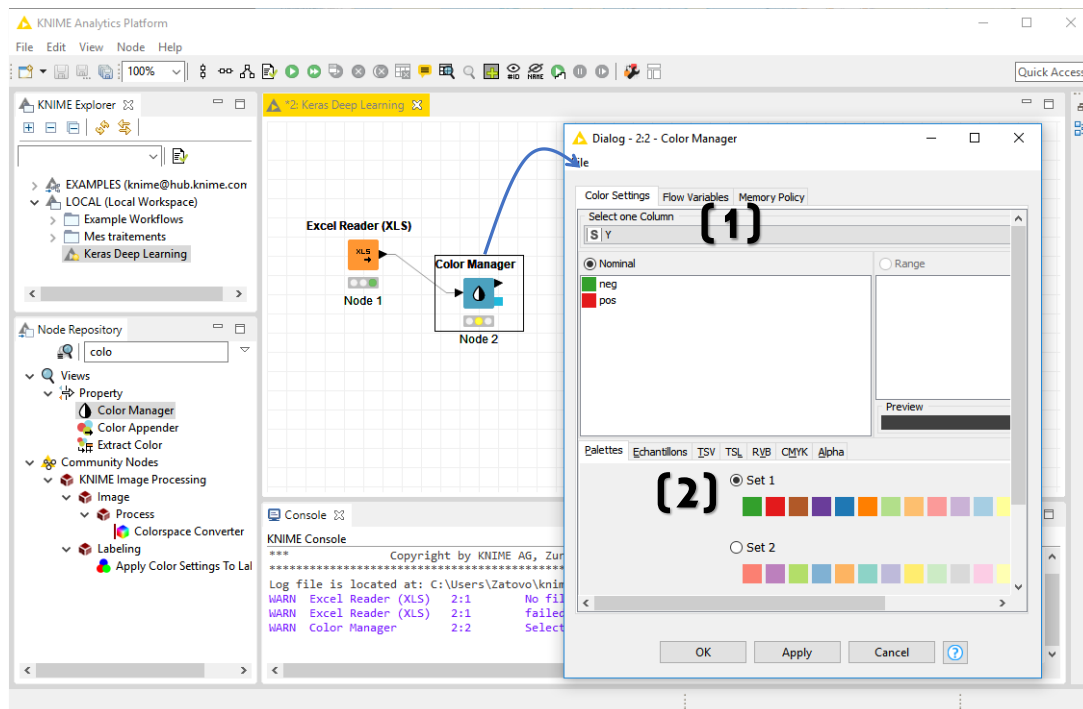 KNIME Analytics Platform
File Edit View Node Help
100%
Quick Access
KNIME Explorer
EXAMPLES (knime@hub.knime.com
LOCAL (Local Workspace)
Example Workflows
Mes traitements
Keras Deep Learning
Node Repository
colo
Views
Property
Color Manager
Color Appender
Extract Color
Community Nodes
KNIME Image Processing
Image
Process
Colorspace Converter
Labeling
Apply Color Settings To Lal
*2: Keras Deep Learning
Excel Reader (XLS)
XLS
Node 1
Color Manager
Node 2
Console
KNIME Console
*** Copyright by KNIME AG, Zur
Log file is located at: C:\Users\Zatovo\knim
WARN Excel Reader (XLS) 2:1 No fil
WARN Excel Reader (XLS) 2:1 failed
WARN Color Manager 2:2 Select
Dialog - 2:2 - Color Manager
ile
Color Settings Flow Variables Memory Policy
Select one Column
(1)
S Y
Nominal
Range
neg
pos
Preview
Palettes Echantillons TSV TSL RVB CMYK Alpha
(2)
Set 1
Set 2
OK Apply Cancel ?